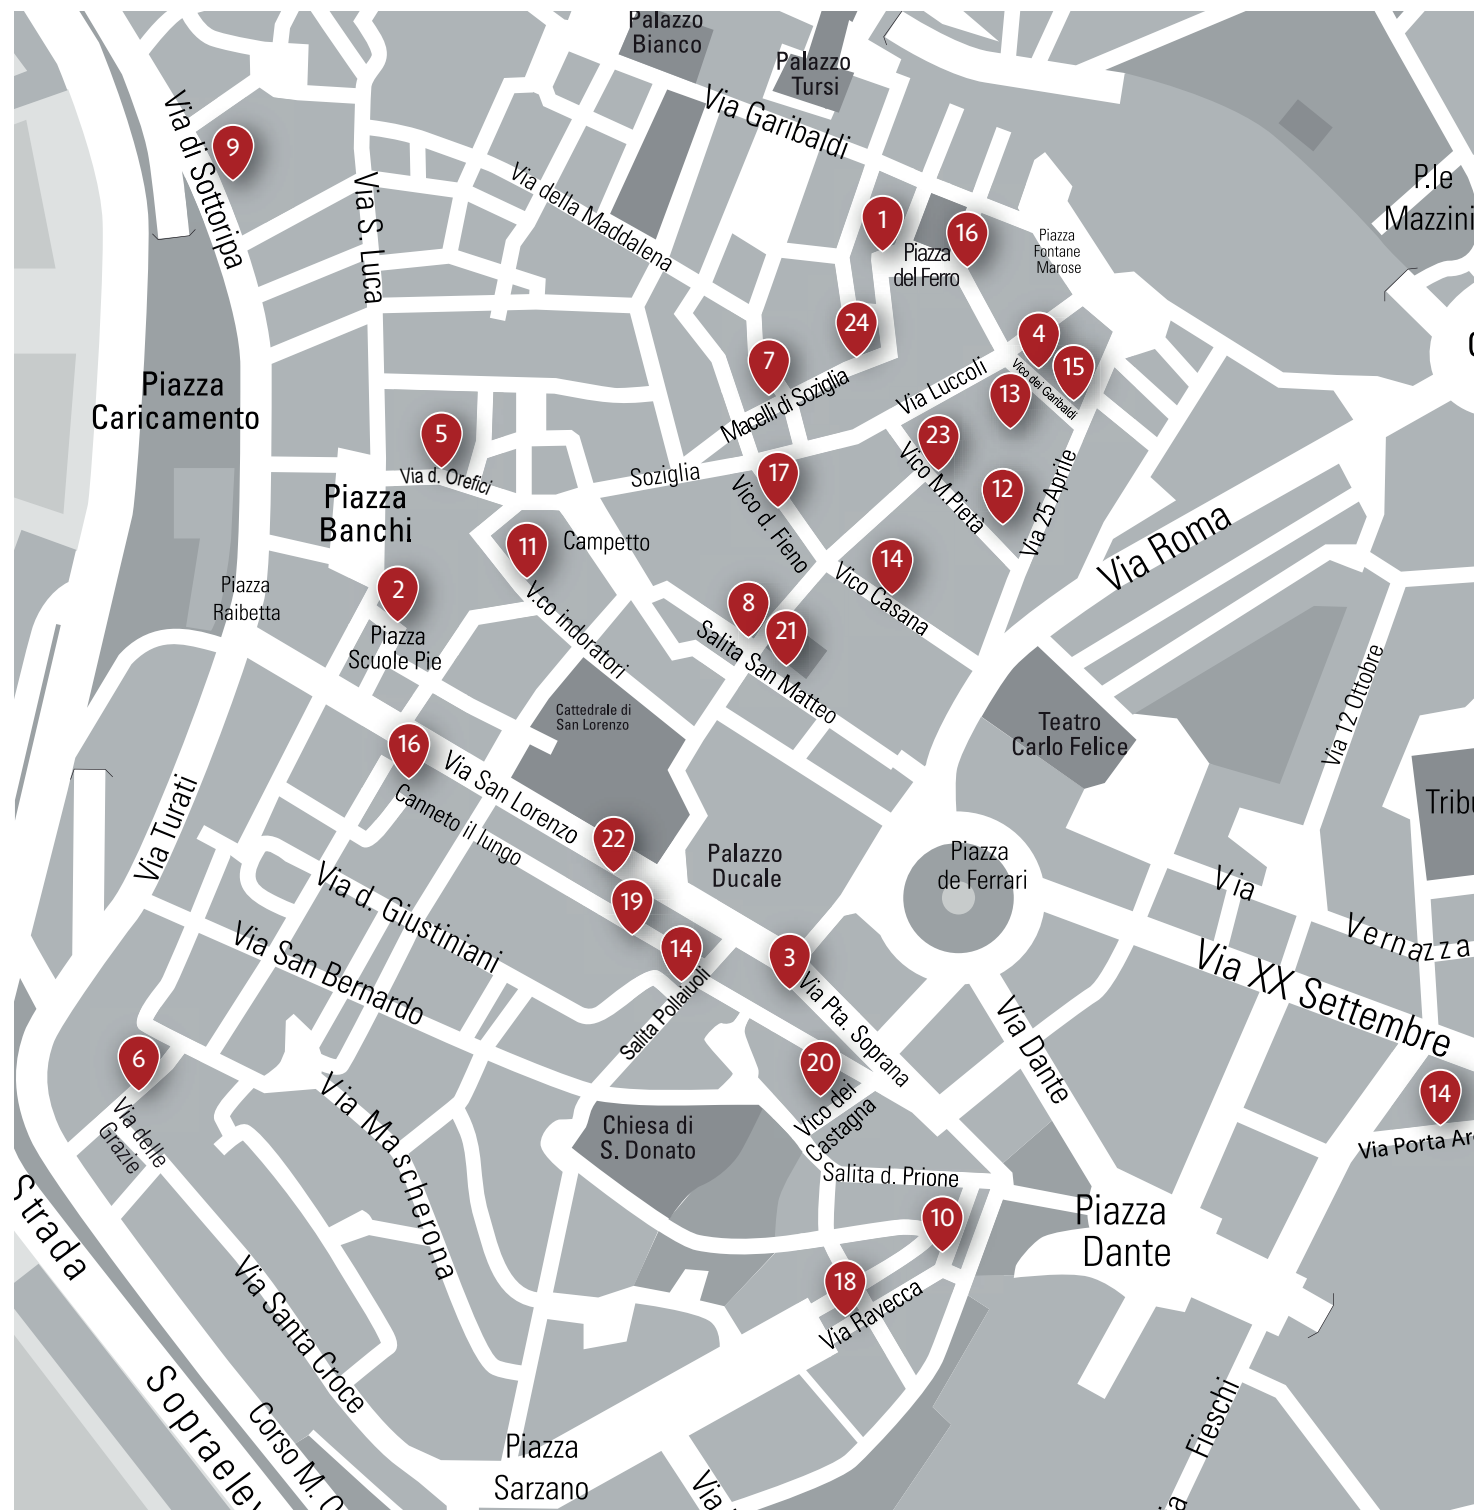 Palazzo
Bianco
Palazzo
Tursi
Via Garibaldi
Via di Sottoripa
9
Via S. Luca
Via della Maddalena
1
16
Piazza
del Ferro
Piazza
Fontane
Marose
P.le
Mazzini
24
7
4
15
13
Vico dei Garibaldi
Macelli di Soziglia
Via Luccoli
Piazza
Caricamento
5
Via d. Orefici
Soziglia
17
23
12
Vico M. Pietà
Via 25 Aprile
Via Roma
Piazza
Banchi
11
Campetto
Vico d. Fieno
14
Vico Casana
2
Piazza
Raibetta
Piazza
Scuole Pie
V.co indoratori
8
21
Salita San Matteo
Cattedrale di
San Lorenzo
Teatro
Carlo Felice
Via 12 Ottobre
16
Via San Lorenzo
Canneto il lungo
Via Turati
22
Palazzo
Ducale
Piazza
de Ferrari
Via
Vernazza
Via d. Giustiniani
19
14
3
Via San Bernardo
Salita Pollaiuoli
Via Pta. Soprana
Via XX Settembre
Via Dante
6
Via delle
Grazie
Via Mascherona
20
Vico dei
Castagna
Chiesa di
S. Donato
Salita d. Prione
14
10
Piazza
Dante
18
Via Ravecca
Strada
Via Santa Croce
Corso M.
Piazza
Sarzano
Fieschi
Via